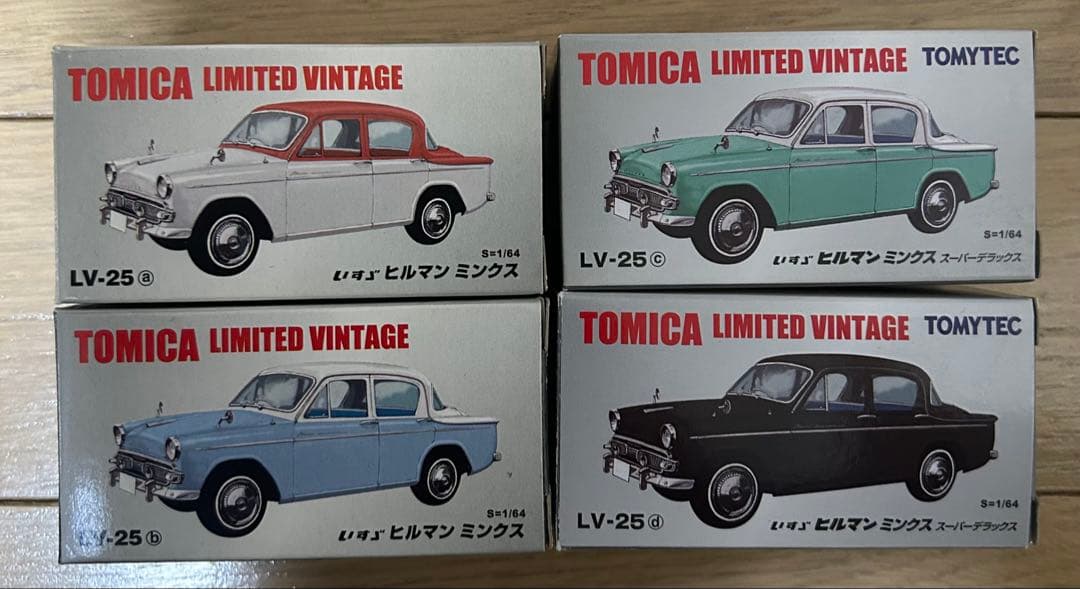 TOMICA LIMITED VINTAGE
S=1/64
LV-25ⓐ いすゞ ヒルマン ミンクス
TOMICA LIMITED VINTAGE TOMYTEC
S=1/64
LV-25ⓒ いすゞ ヒルマン ミンクス スーパーデラックス
TOMICA LIMITED VINTAGE
S=1/64
LV-25ⓑ いすゞ ヒルマン ミンクス
TOMICA LIMITED VINTAGE TOMYTEC
S=1/64
LV-25ⓓ いすゞ ヒルマン ミンクス スーパーデラックス